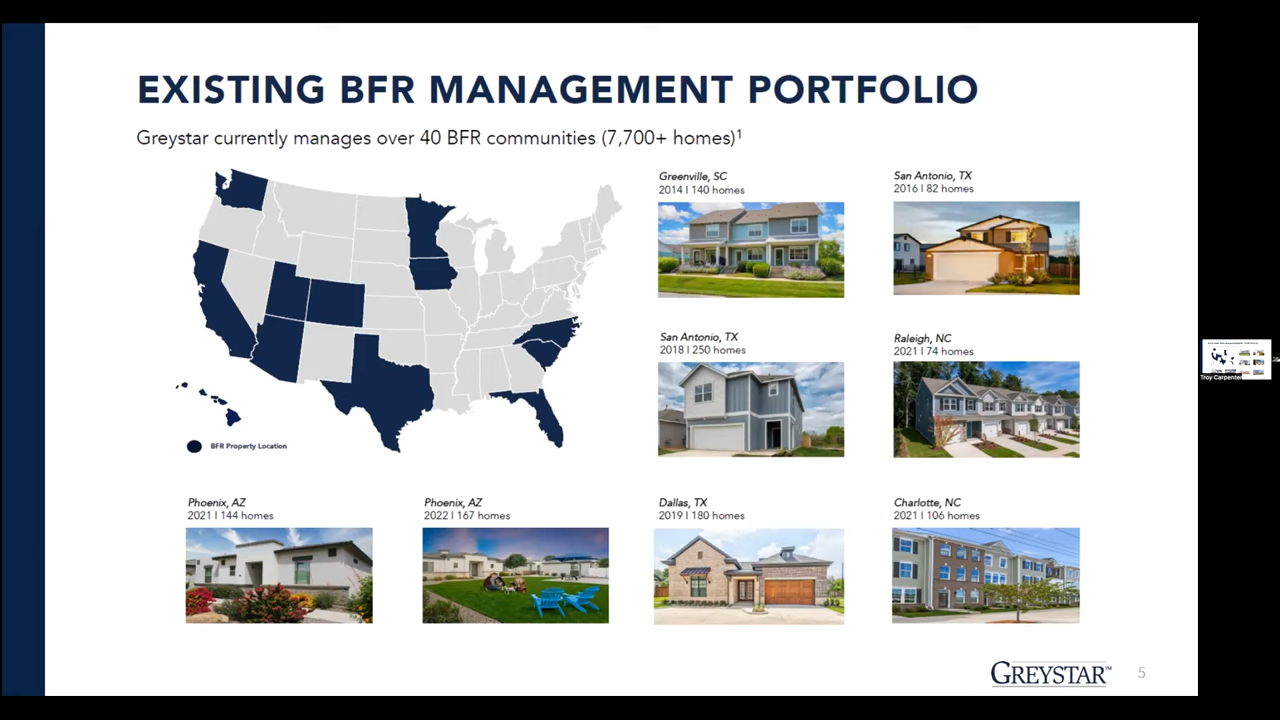 EXISTING BFR MANAGEMENT PORTFOLIO
Greystar currently manages over 40 BFR communities (7,700+ homes)¹
Greenville, SC
2014 | 140 homes
San Antonio, TX
2016 | 82 homes
San Antonio, TX
2018 | 250 homes
Raleigh, NC
2021 | 74 homes
BFR Property Location
Phoenix, AZ
2021 | 144 homes
Phoenix, AZ
2022 | 167 homes
Dallas, TX
2019 | 180 homes
Charlotte, NC
2021 | 106 homes
GREYSTAR™
5
Troy Carpenter